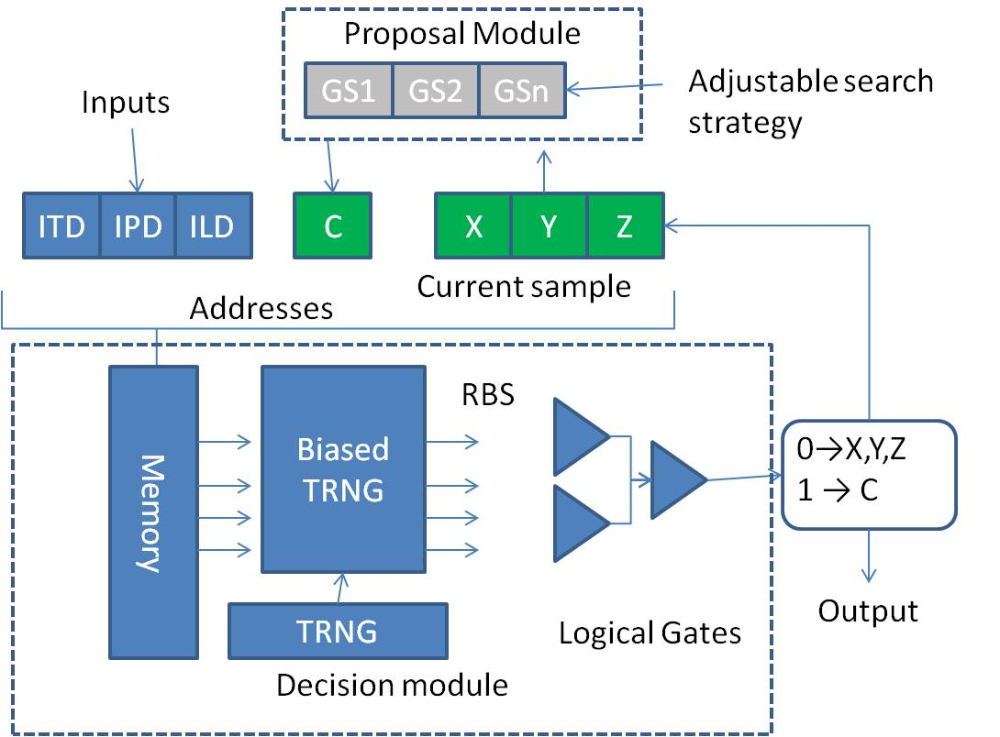 Proposal Module
GS1 GS2 GSn
Adjustable search
strategy
Inputs
ITD IPD ILD
C
X Y Z
Current sample
Addresses
Memory
Biased
TRNG
RBS
0→X,Y,Z
1 → C
TRNG
Logical Gates
Output
Decision module